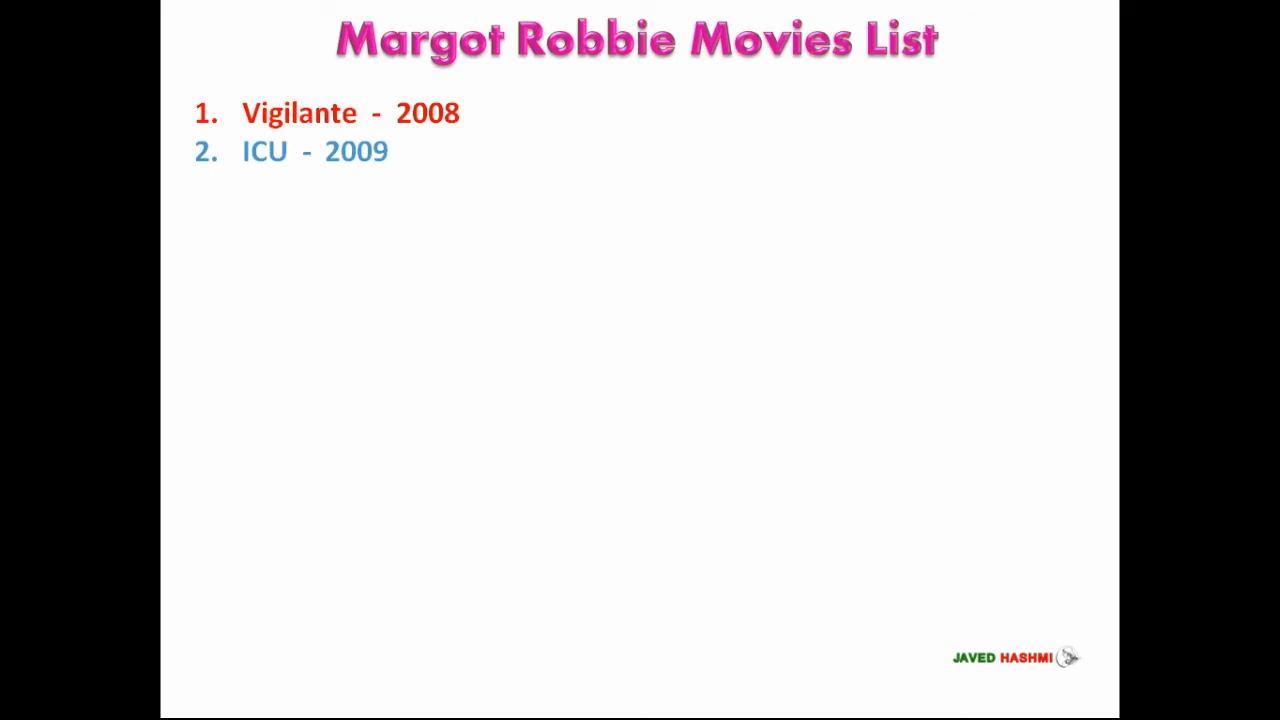 Margot Robbie Movies List
1. Vigilante - 2008
2. ICU - 2009
JAVED HASHMI